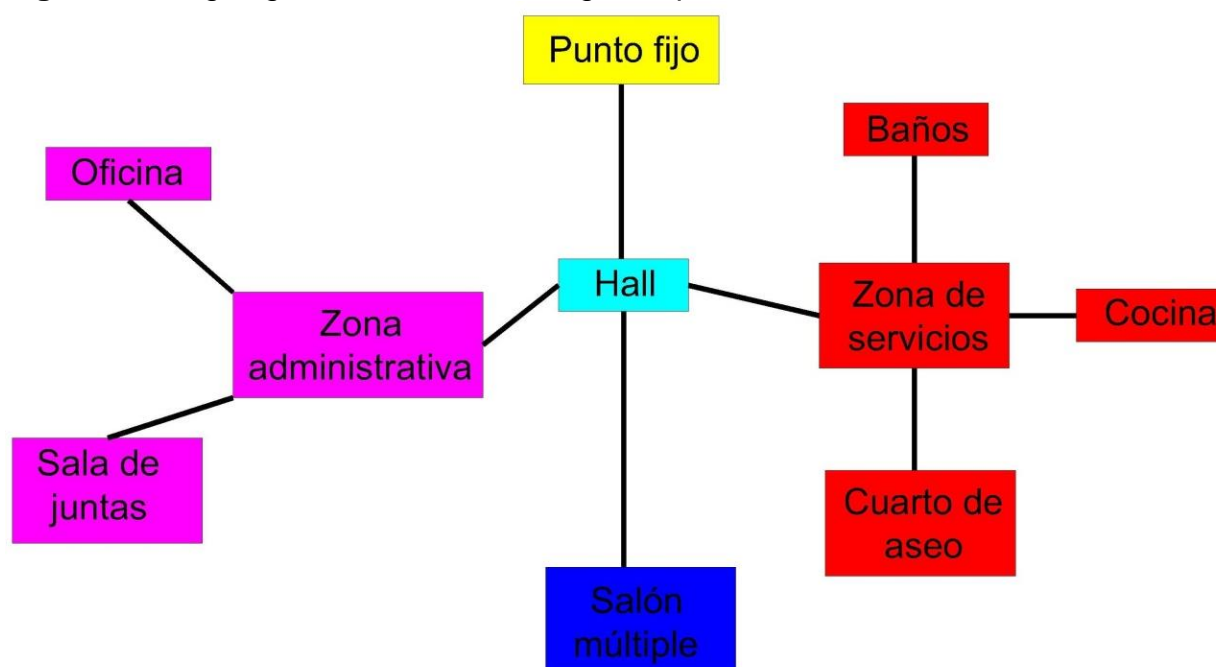 Punto fijo
Baños
Oficina
Hall
Zona de
servicios
Cocina
Zona
administrativa
Sala de
juntas
Cuarto de
aseo
Salón
múltiple